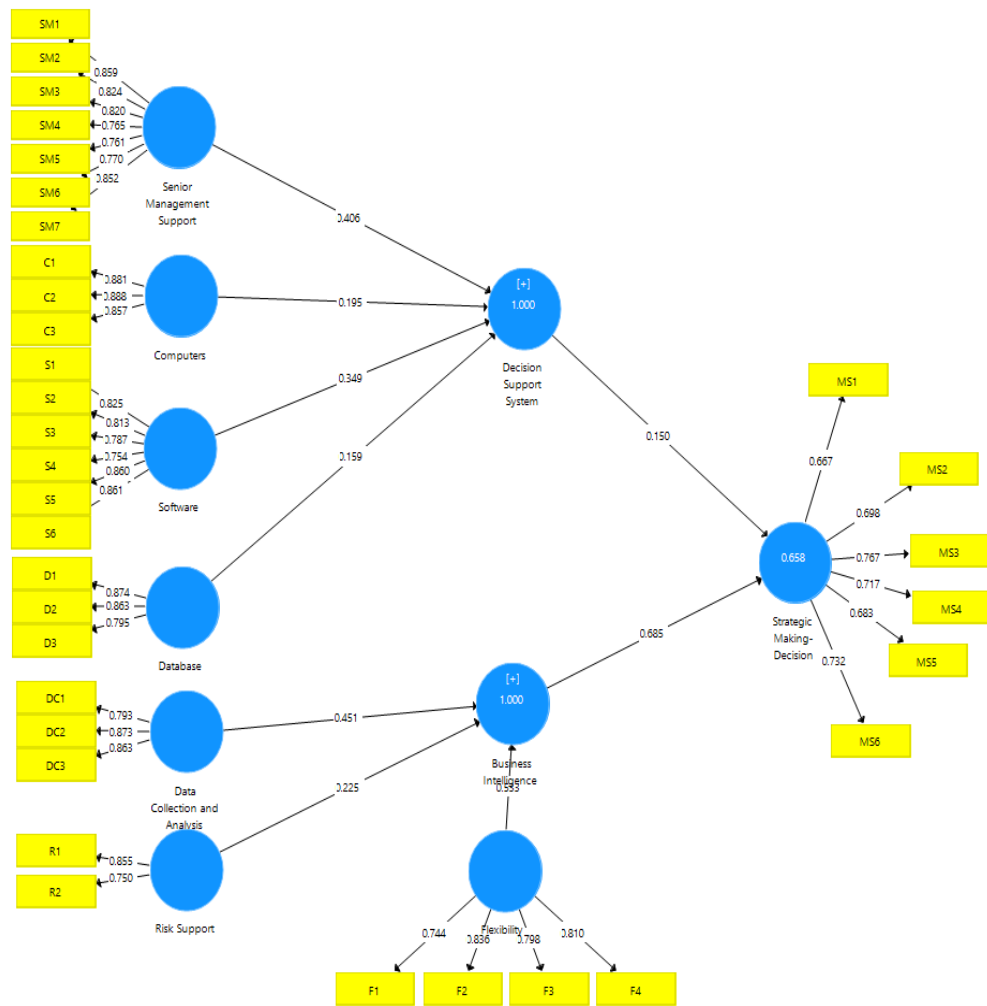 SM1
SM2
SM3
SM4
SM5
SM6
SM7
0.859
0.824
0.820
0.765
0.761
0.770
0.852
Senior
Management
Support
0.406
C1
C2
C3
0.881
0.888
0.857
Computers
0.195
S1
S2
S3
S4
S5
S6
0.825
0.813
0.787
0.754
0.860
0.861
Software
0.349
D1
D2
D3
0.874
0.863
0.795
Database
0.159
[+]
1.000
Decision
Support
System
0.150
DC1
DC2
DC3
0.793
0.873
0.863
Data
Collection and
Analysis
0.451
R1
R2
0.855
0.750
Risk Support
0.225
[+]
1.000
Business
Intelligence
0.533
0.685
Flexibility
0.744
0.836
0.798
0.810
F1
F2
F3
F4
0.658
Strategic
Making-
Decision
0.667
0.698
0.767
0.717
0.683
0.732
MS1
MS2
MS3
MS4
MS5
MS6